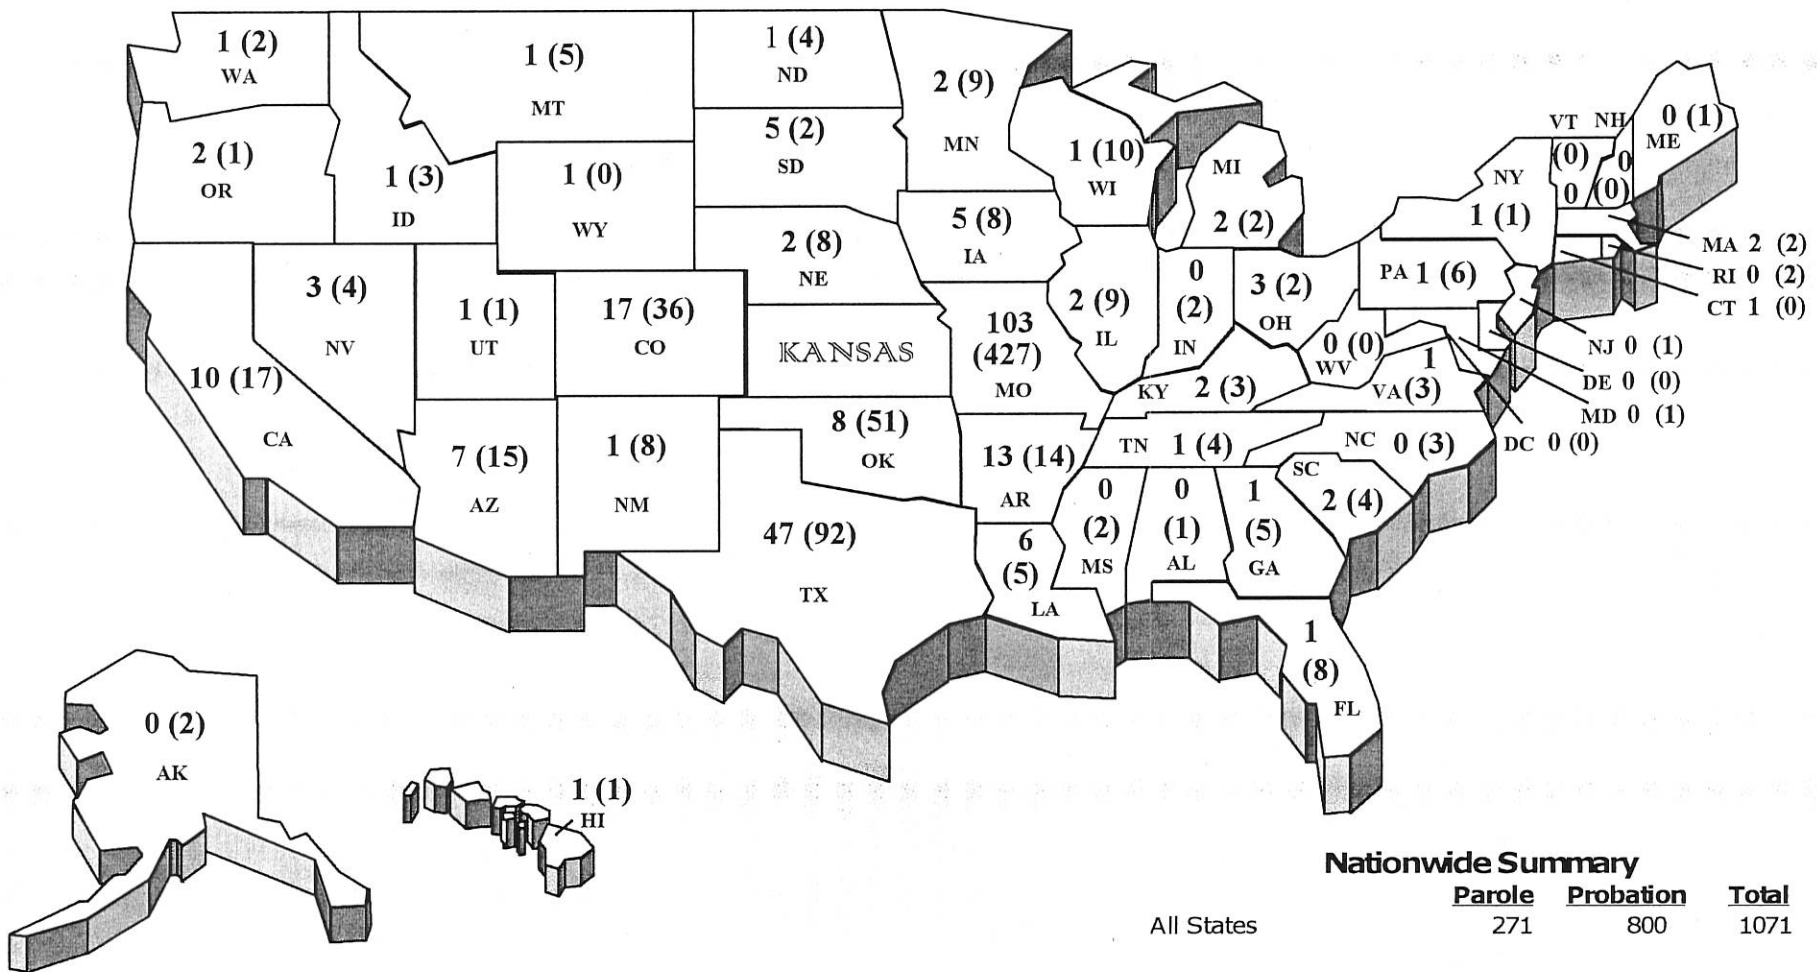 1 (2)
WA
1 (5)
MT
1 (4)
ND
2 (9)
MN
2 (1)
OR
1 (3)
ID
1 (0)
WY
5 (2)
SD
1 (10)
WI
MI
2 (2)
VT
(0)
0
NH
0
(0)
0 (1)
ME
NY
1 (1)
MA 2 (2)
RI 0 (2)
CT 1 (0)
3 (4)
NV
1 (1)
UT
17 (36)
CO
2 (8)
NE
5 (8)
IA
2 (9)
IL
0
(2)
IN
3 (2)
OH
PA 1 (6)
NJ 0 (1)
DE 0 (0)
MD 0 (1)
DC 0 (0)
10 (17)
CA
KANSAS
103
(427)
MO
KY 2 (3)
0 (0)
WV
1
VA (3)
7 (15)
AZ
1 (8)
NM
8 (51)
OK
13 (14)
AR
TN 1 (4)
NC 0 (3)
SC
2 (4)
47 (92)
TX
6
(5)
LA
0
(2)
MS
0
(1)
AL
1
(5)
GA
1
(8)
FL
0 (2)
AK
1 (1)
HI
Nationwide Summary
Parole Probation Total
All States 271 800 1071